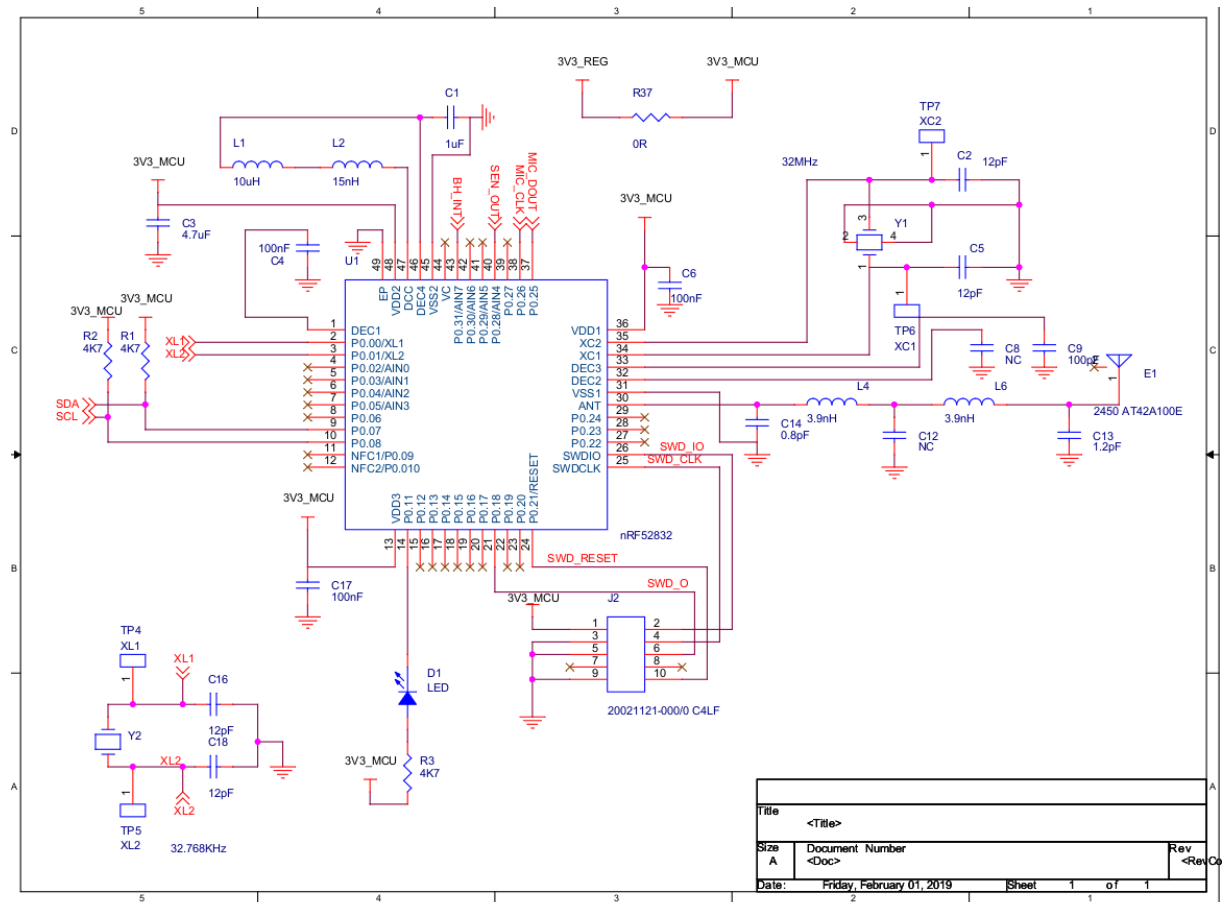 5 4 3 2 1
D
3V3_REG 3V3_MCU
R37
0R
C1
1uF
L1 L2
10uH 15nH
3V3_MCU
C3
4.7uF
100nF
C4
BH_INT
SEN_OUT
MIC_CLK
MIC_DOUT
3V3_MCU
C6
100nF
32MHz
TP7
XC2
1
C2 12pF
3
Y1
2 4
1
C5
12pF
1
TP6
XC1
D
U1
49 48 47 46 45 44 43 42 41 40 39 38 37
EP
VDD2
DCC
DEC4
VSS2
VC
P0.31/AIN7
P0.30/AIN6
P0.29/AIN5
P0.28/AIN4
P0.27
P0.26
P0.25
C
3V3_MCU
3V3_MCU
R2 R1
4K7 4K7
XL1
XL2
SDA
SCL
1 DEC1
2 P0.00/XL1
3 P0.01/XL2
4 P0.02/AIN0
5 P0.03/AIN1
6 P0.04/AIN2
7 P0.05/AIN3
8 P0.06
9 P0.07
10 P0.08
11 NFC1/P0.09
12 NFC2/P0.010
VDD1 36
XC2 35
XC1 34
DEC3 33
DEC2 32
VSS1 31
ANT 30
P0.24 29
P0.23 28
P0.22 27
SWDIO 26
SWDCLK 25
SWD_IO
SWD_CLK
C8
NC
C9
100pF
1
E1
2450 AT42A100E
L4 L6
3.9nH 3.9nH
C14
0.8pF
C12
NC
C13
1.2pF
C
VDD3
P0.11
P0.12
P0.13
P0.14
P0.15
P0.16
P0.17
P0.18
P0.19
P0.20
P0.21/RESET
13 14 15 16 17 18 19 20 21 22 23 24
nRF52832
B
3V3_MCU
C17
100nF
SWD_RESET
SWD_O
3V3_MCU
J2
1 2
3 4
5 6
7 8
9 10
20021121-000/0 C4LF
B
TP4
XL1
1
XL1
C16
12pF
Y2
C18
XL2
12pF
1
XL2
TP5
XL2
32.768KHz
D1
LED
3V3_MCU
R3
4K7
A
A
Title
<Title>
Size Document Number Rev
A <Doc> <RevCo
Date: Friday, February 01, 2019 Sheet 1 of 1
5 4 3 2 1